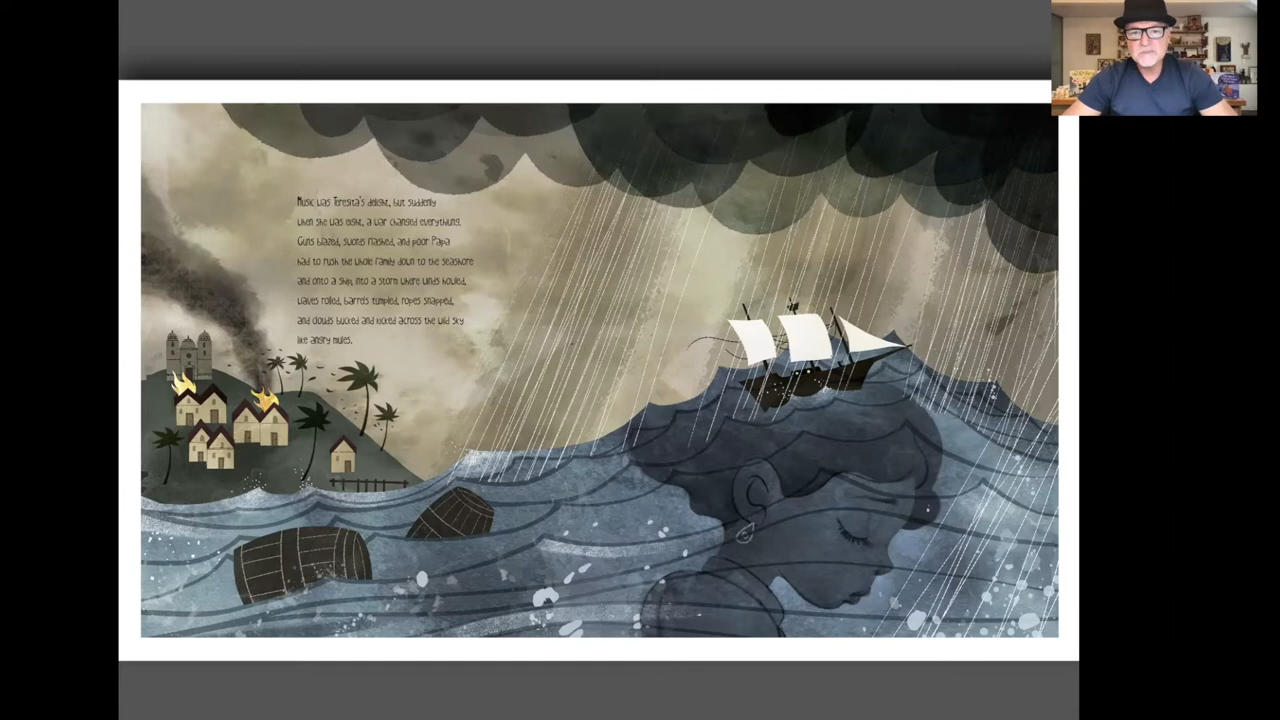 Music was Teresita's delight, but suddenly
when she was eight, a war changed everything.
Guns blazed, swords flashed, and poor Papa
had to rush the whole family down to the seashore
and onto a ship, into a storm where winds howled,
waves rolled, barrels tumbled, ropes snapped,
and clouds bucked and kicked across the wild sky
like angry mules.